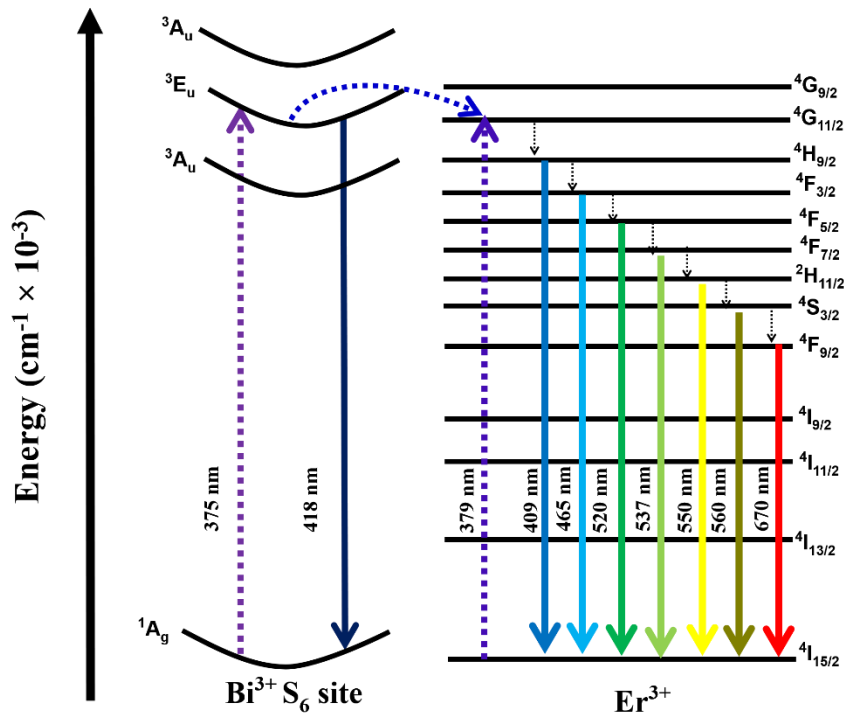 Energy (cm⁻¹ × 10⁻³)
³Aᵤ
³Eᵤ
³Aᵤ
¹A_g
375 nm
418 nm
Bi³⁺ S₆ site
⁴G₉/₂
⁴G₁₁/₂
⁴H₉/₂
⁴F₃/₂
⁴F₅/₂
⁴F₇/₂
²H₁₁/₂
⁴S₃/₂
⁴F₉/₂
⁴I₉/₂
⁴I₁₁/₂
⁴I₁₃/₂
⁴I₁₅/₂
379 nm
409 nm
465 nm
520 nm
537 nm
550 nm
560 nm
670 nm
Er³⁺